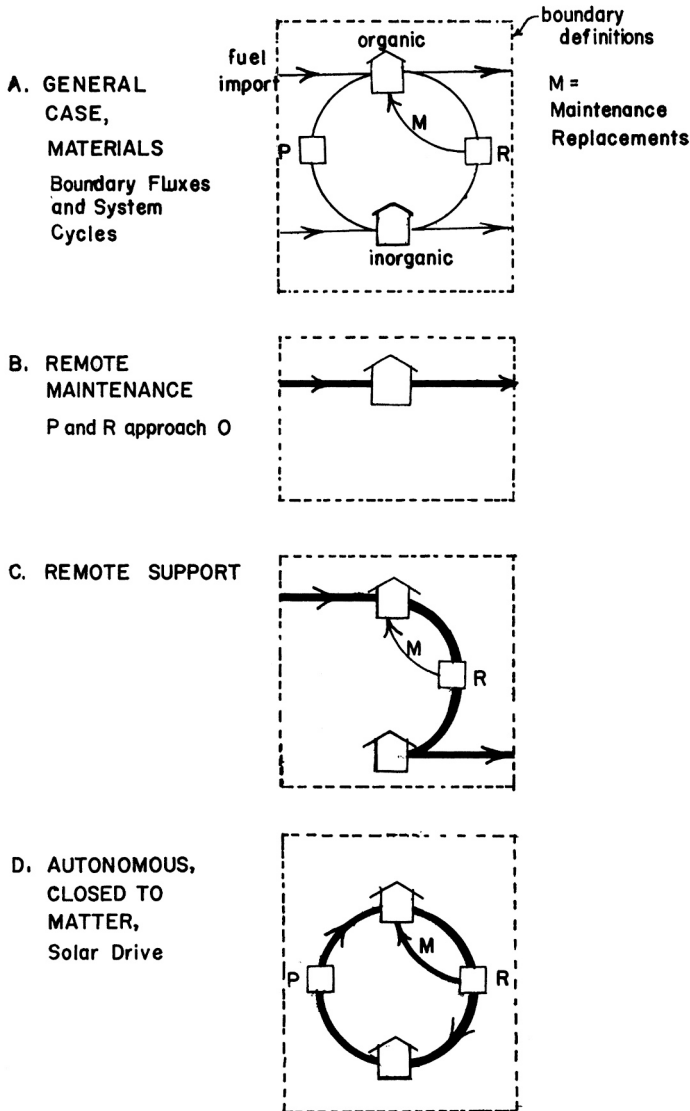 boundary
definitions
organic
fuel
import
A. GENERAL
CASE,
MATERIALS
Boundary Fluxes
and System
Cycles
M =
Maintenance
Replacements
M
P
R
inorganic
B. REMOTE
MAINTENANCE
P and R approach O
C. REMOTE SUPPORT
M
R
D. AUTONOMOUS,
CLOSED TO
MATTER,
Solar Drive
M
P
R